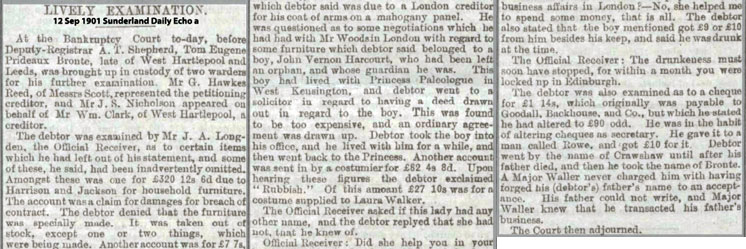 12 Sep 1901 Sunderland Daily Echo a
LIVELY EXAMINATION.
At the Bankruptcy Court to-day, before
Deputy-Registrar A. T. Shepherd, Tom Eugene
Prideaux Bronte, late of West Hartlepool and
Leeds, was brought up in custody of two warders
for his further examination. Mr G. Hawkes
Reed, of Messrs Scott, represented the petitioning
creditor, and Mr J. S. Nicholson appeared on
behalf of Mr Wm. Clark, of West Hartlepool, a
creditor.
The debtor was examined by Mr J. A. Long-
den, the Official Receiver, as to certain items
which he had left out of his statement, and some
of these, he said, had been inadvertently omitted.
Amongst these was one for £320 12s 6d due to
Harrison and Jackson for household furniture.
The account was a claim for damages for breach of
contract. The debtor denied that the furniture
was specially made. It was taken out of
stock, except one or two things, which
were being made. Another account was for £7 7s,
which debtor said was due to a London creditor
for his coat of arms on a mahogany panel. He
was questioned as to some negotiations which he
had had with Mr Woods in London with regard to
some furniture which debtor said belonged to a
boy, John Vernon Harcourt, who had been left
an orphan, and whose guardian he was. This
boy had lived with Princess Paleologue in
West Kensington, and debtor went to a
solicitor in regard to having a deed drawn
out in regard to the boy. This was found
to be too expensive, and an ordinary agree-
ment was drawn up. Debtor took the boy into
his office, and he lived with him for a while, and
then went back to the Princess. Another account
was sent in by a costumier for £82 4s 8d. Upon
hearing these figures the debtor exclaimed
"Rubbish." Of this amount £27 10s was for a
costume supplied to Laura Walker.
The Official Receiver asked if this lady had any
other name, and the debtor replyed that she had
not, that he knew of.
Official Receiver: Did she help you in your
business affairs in London?—No, she helped me
to spend some money, that is all. The debtor
also stated that the boy mentioned got £9 or £10
from him besides his keep, and said he was drunk
at the time.
The Official Receiver: The drunkeness must
soon have stopped, for within a month you were
locked up in Edinburgh.
The debtor was also examined as to a cheque
for £1 14s, which originally was payable to
Goodall, Backhouse, and Co., but which he stated
he had altered to £90 odd. He was in the habit
of altering cheques as secretary. He gave it to a
man called Rowe, and got £10 for it. Debtor
went by the name of Crawshaw until after his
father died, and then he took the name of Bronte.
A Major Waller never charged him with having
forged his (debtor's) father's name to an accept-
ance. His father could not write, and Major
Waller knew that he transacted his father's
business.
The Court then adjourned.